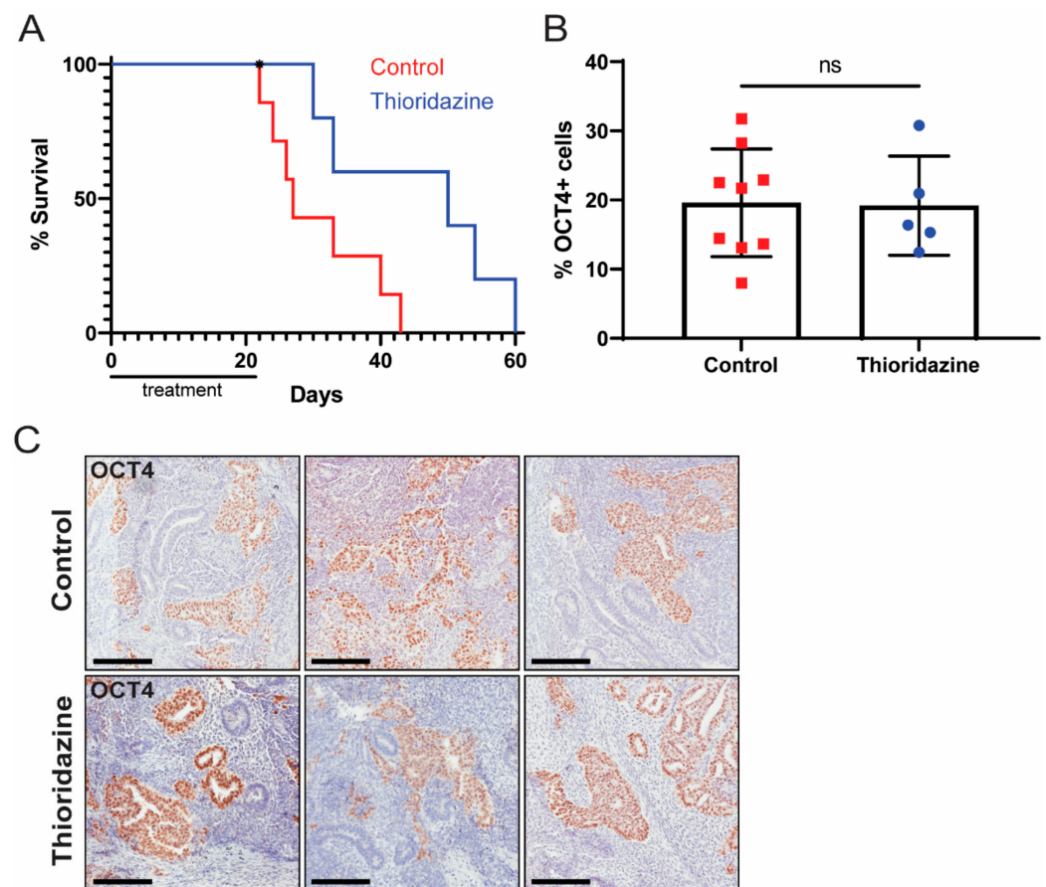 A
100
50
0
% Survival
Control
Thioridazine
0
20
40
60
treatment
Days
B
ns
40
30
20
10
0
% OCT4+ cells
Control
Thioridazine
C
Control
OCT4
Thioridazine
OCT4